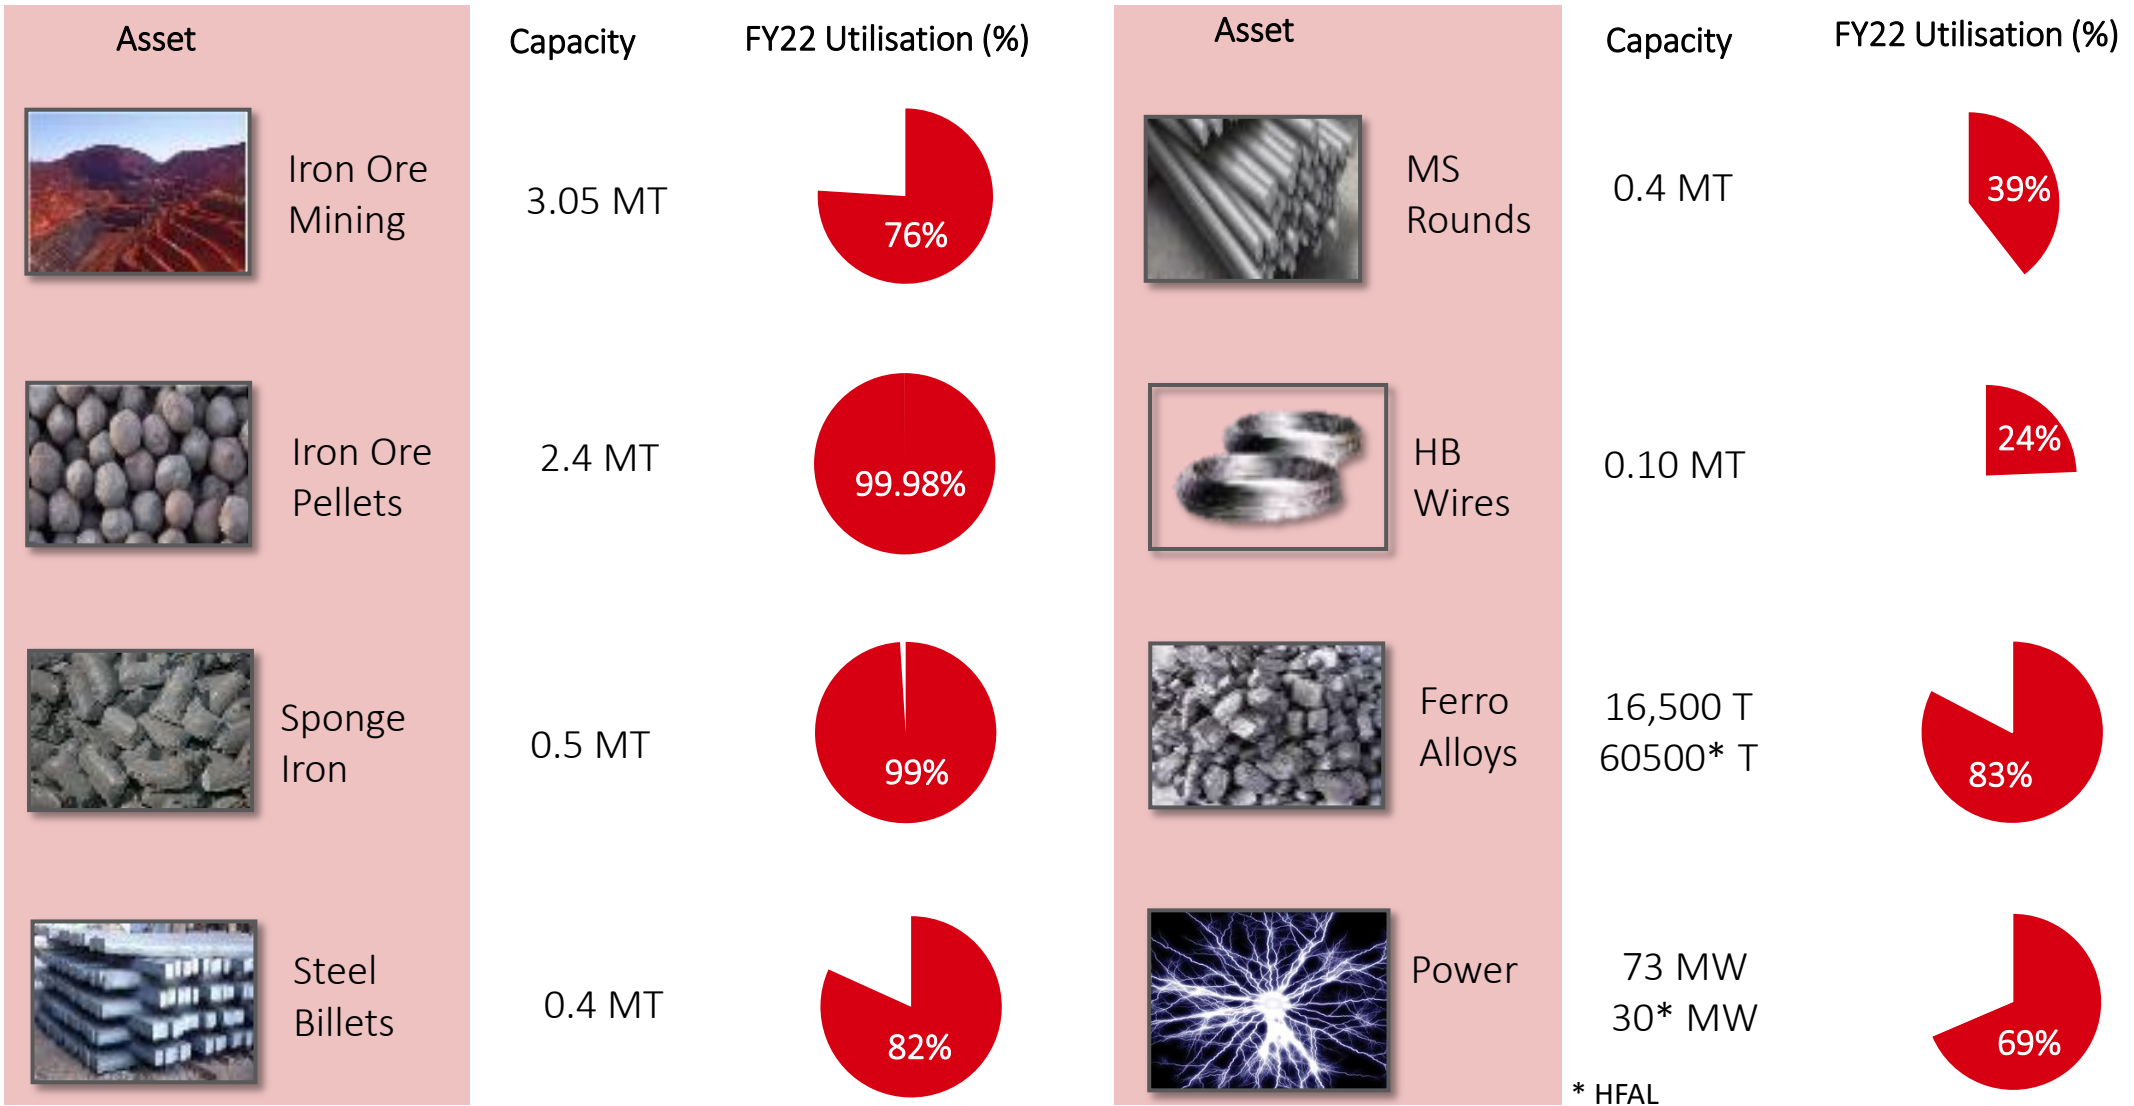 Asset
Capacity
FY22 Utilisation (%)
Iron Ore
Mining
3.05 MT
76%
Iron Ore
Pellets
2.4 MT
99.98%
Sponge
Iron
0.5 MT
99%
Steel
Billets
0.4 MT
82%
Asset
Capacity
FY22 Utilisation (%)
MS
Rounds
0.4 MT
39%
HB
Wires
0.10 MT
24%
Ferro
Alloys
16,500 T
60500* T
83%
Power
73 MW
30* MW
69%
* HFAL